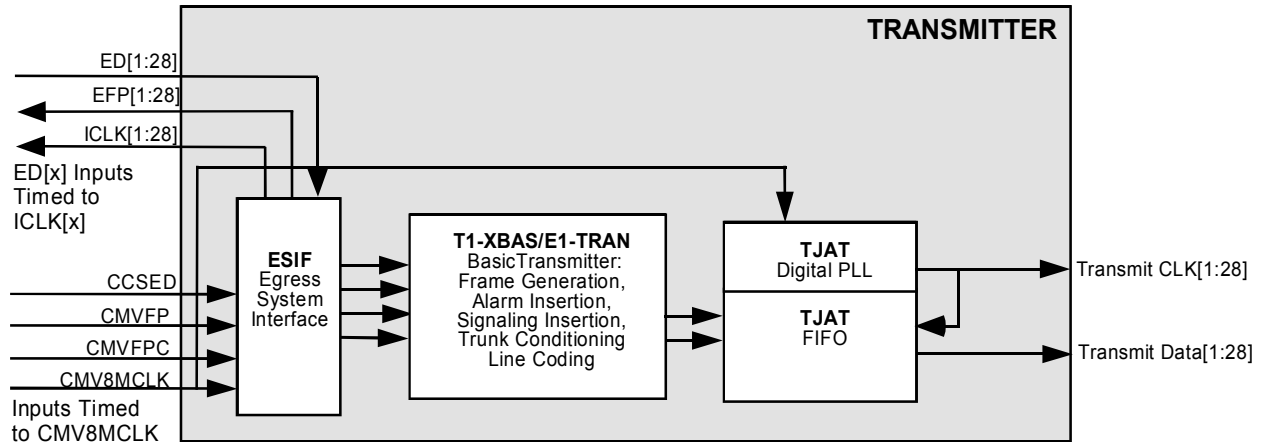 TRANSMITTER
ED[1:28]
EFP[1:28]
ICLK[1:28]
ED[x] Inputs
Timed to
ICLK[x]
CCSED
CMVFP
CMVFPC
CMV8MCLK
Inputs Timed
to CMV8MCLK
ESIF
Egress
System
Interface
T1-XBAS/E1-TRAN
BasicTransmitter:
Frame Generation,
Alarm Insertion,
Signaling Insertion,
Trunk Conditioning
Line Coding
TJAT
Digital PLL
TJAT
FIFO
Transmit CLK[1:28]
Transmit Data[1:28]